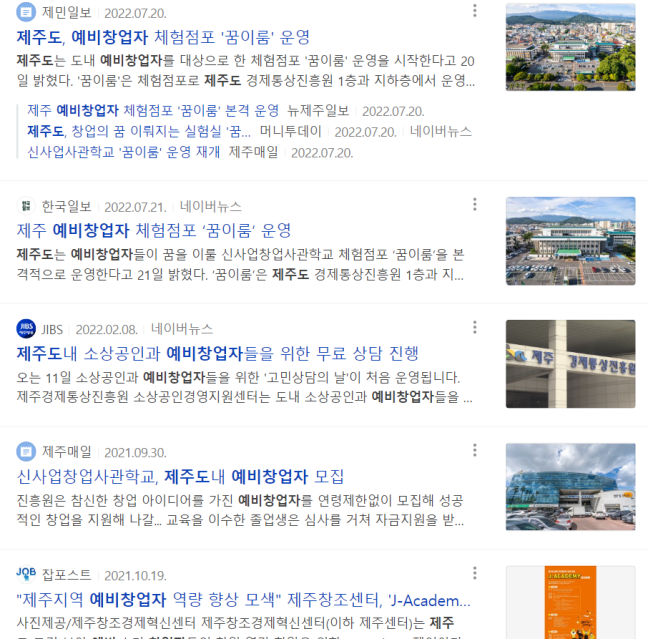 제민일보 2022.07.20.
제주도, 예비창업자 체험점포 '꿈이룸' 운영
제주도는 도내 예비창업자를 대상으로 한 체험점포 '꿈이룸' 운영을 시작한다고 20
일 밝혔다. '꿈이룸'은 체험점포로 제주도 경제통상진흥원 1층과 지하층에서 운영...
제주 예비창업자 체험점포 '꿈이룸' 본격 운영 뉴제주일보 2022.07.20.
제주도, 창업의 꿈 이뤄지는 실험실 '꿈... 머니투데이 2022.07.20. 네이버뉴스
신사업사관학교 '꿈이룸' 운영 재개 제주매일 2022.07.20.
한국일보 2022.07.21. 네이버뉴스
제주 예비창업자 체험점포 ‘꿈이룸’ 운영
제주도는 예비창업자들이 꿈을 이룰 신사업창업사관학교 체험점포 ‘꿈이룸’을 본
격적으로 운영한다고 21일 밝혔다. ‘꿈이룸’은 제주도 경제통상진흥원 1층과 지...
JIBS JIBS 2022.02.08. 네이버뉴스
제주도내 소상공인과 예비창업자들을 위한 무료 상담 진행
오는 11일 소상공인과 예비창업자들을 위한 '고민상담의 날'이 처음 운영됩니다.
제주경제통상진흥원 소상공인경영지원센터는 도내 소상공인과 예비창업자들을 ...
제주 경제통상진흥원
제주매일 2021.09.30.
신사업창업사관학교, 제주도내 예비창업자 모집
진흥원은 참신한 창업 아이디어를 가진 예비창업자를 연령제한없이 모집해 성공
적인 창업을 지원해 나갈... 교육을 이수한 졸업생은 심사를 거쳐 자금지원을 받...
JOB 잡포스트 2021.10.19.
"제주지역 예비창업자 역량 향상 모색" 제주창조센터, 'J-Academ...
J-ACADEMY
사진제공/제주창조경제혁신센터 제주창조경제혁신센터(이하 제주센터)는 제주